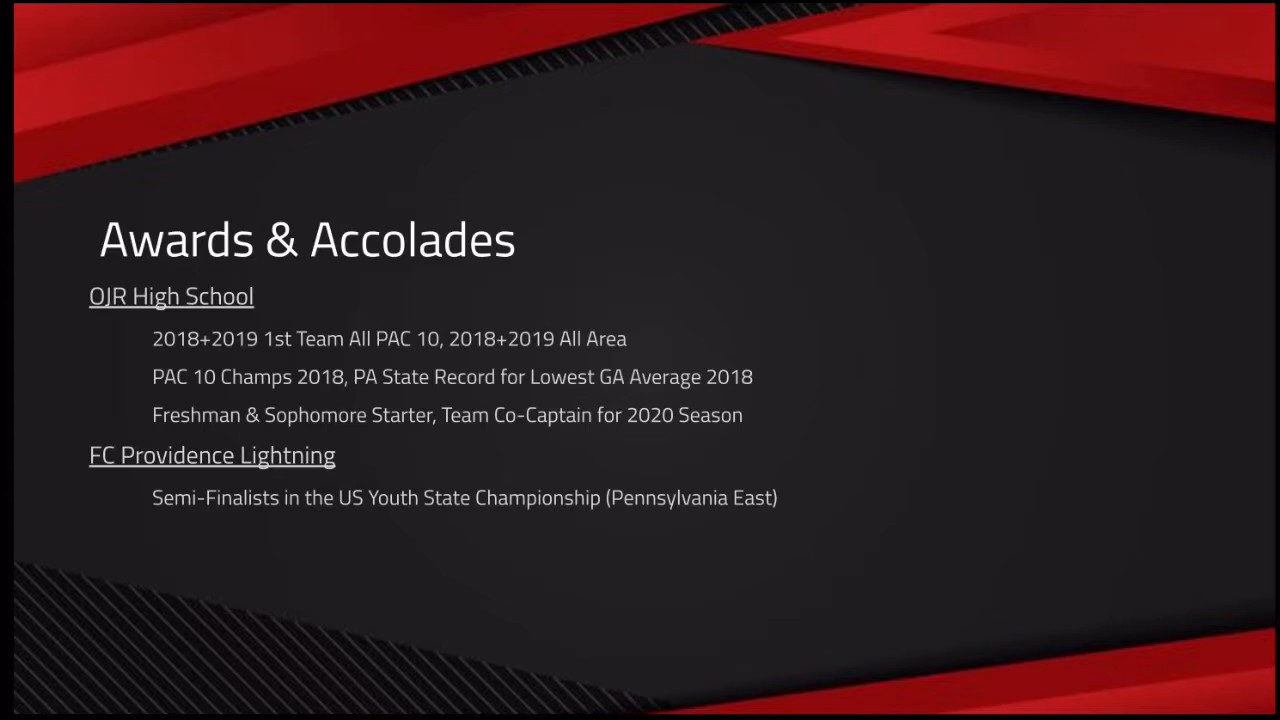 Awards & Accolades
OJR High School
2018+2019 1st Team All PAC 10, 2018+2019 All Area
PAC 10 Champs 2018, PA State Record for Lowest GA Average 2018
Freshman & Sophomore Starter, Team Co-Captain for 2020 Season
FC Providence Lightning
Semi-Finalists in the US Youth State Championship (Pennsylvania East)